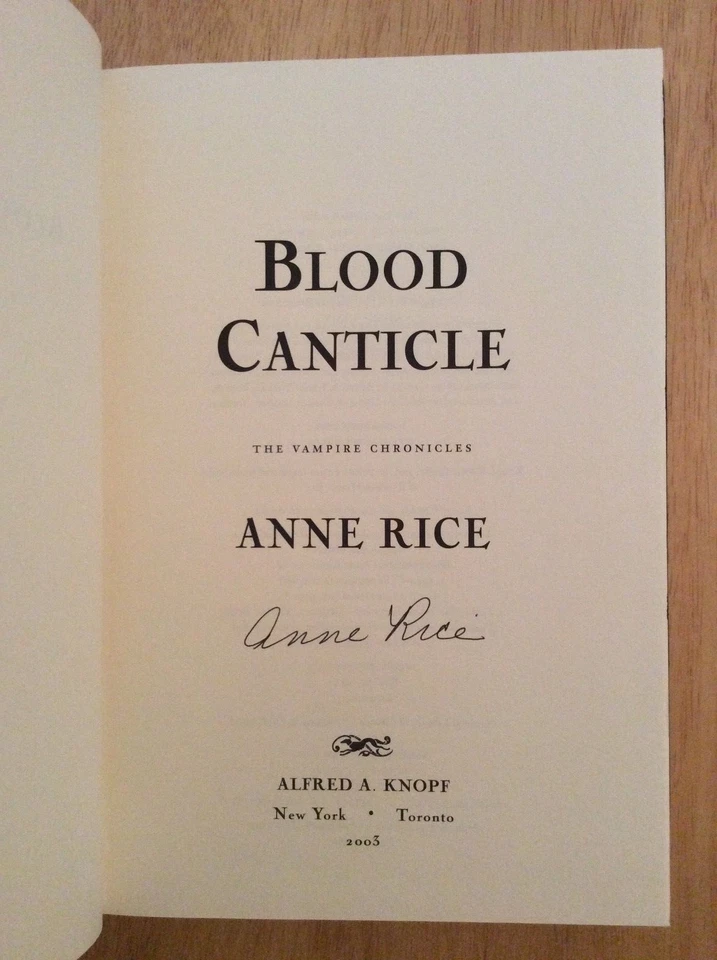 BLOOD
CANTICLE
THE VAMPIRE CHRONICLES
ANNE RICE
Anne Rice
ALFRED A. KNOPF
New York • Toronto
2003